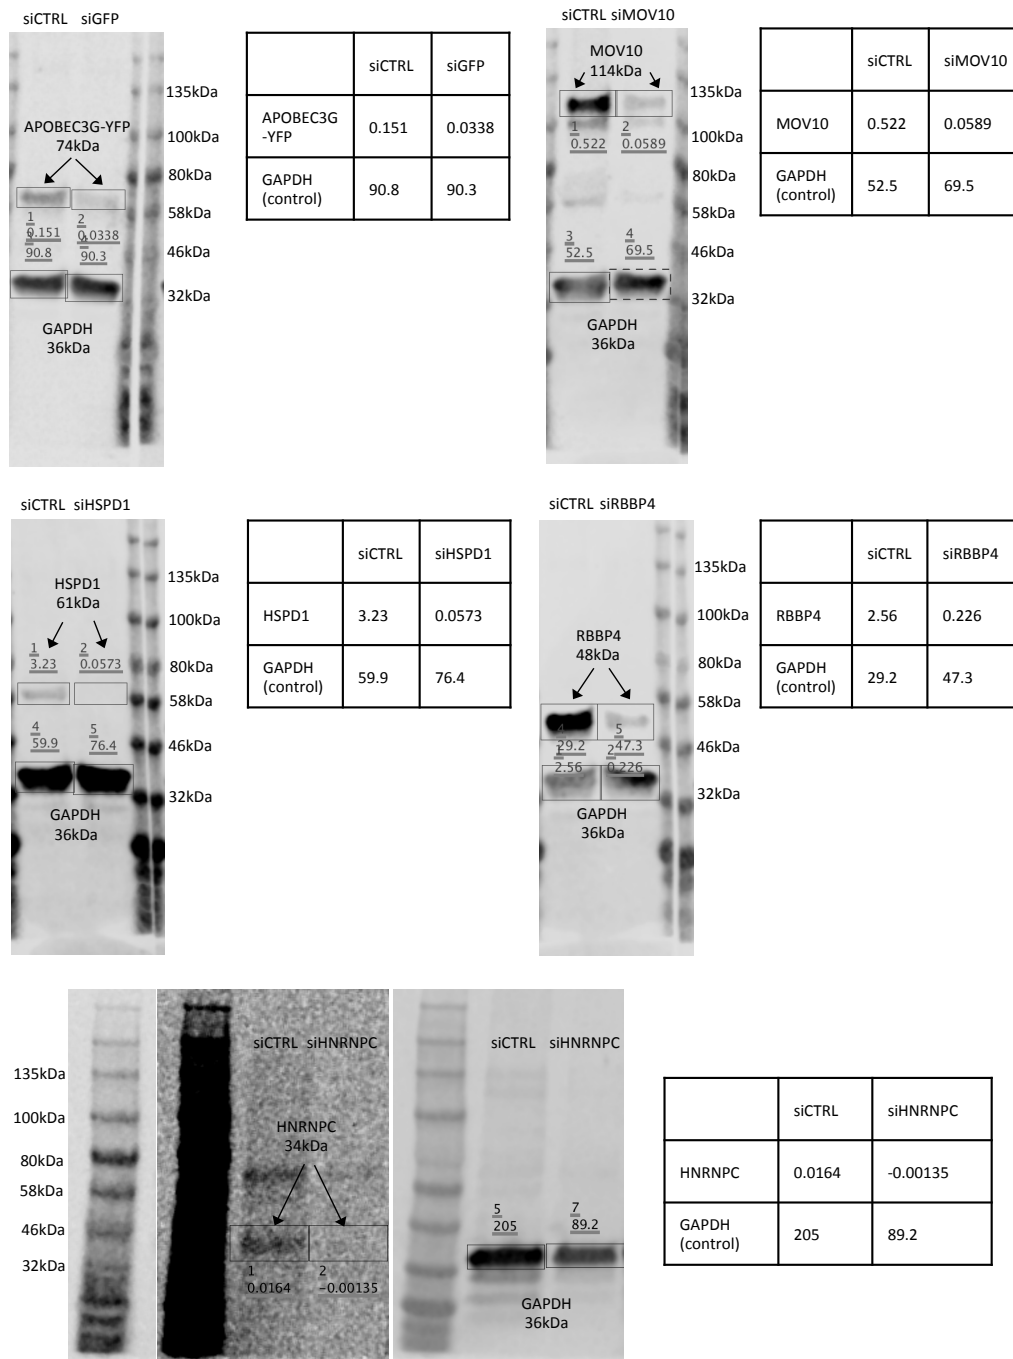 siCTRL siGFP
135kDa
APOBEC3G-YFP
74kDa
100kDa
80kDa
58kDa
1
0.151
2
0.0338
3
90.8
4
90.3
46kDa
32kDa
GAPDH
36kDa
siCTRL siGFP
APOBEC3G
-YFP
0.151 0.0338
GAPDH
(control)
90.8 90.3
siCTRL siMOV10
MOV10
114kDa
135kDa
1 2
0.522 0.0589
100kDa
80kDa
58kDa
3 4
52.5 69.5
46kDa
32kDa
GAPDH
36kDa
siCTRL siMOV10
MOV10 0.522 0.0589
GAPDH
(control)
52.5 69.5
siCTRL siHSPD1
135kDa
HSPD1
61kDa
100kDa
1 2
3.23 0.0573
80kDa
58kDa
4 5
59.9 76.4
46kDa
32kDa
GAPDH
36kDa
siCTRL siHSPD1
HSPD1 3.23 0.0573
GAPDH
(control)
59.9 76.4
siCTRL siRBBP4
135kDa
100kDa
RBBP4
48kDa
80kDa
58kDa
4 5
29.2 47.3
46kDa
1 2
2.56 0.226
32kDa
GAPDH
36kDa
siCTRL siRBBP4
RBBP4 2.56 0.226
GAPDH
(control)
29.2 47.3
135kDa
100kDa
80kDa
58kDa
46kDa
32kDa
siCTRL siHNRNPC
HNRNPC
34kDa
1 2
0.0164 -0.00135
siCTRL siHNRNPC
5 7
205 89.2
GAPDH
36kDa
siCTRL siHNRNPC
HNRNPC 0.0164 -0.00135
GAPDH
(control)
205 89.2